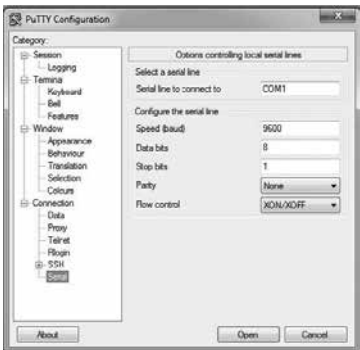 PuTTY Configuration
Category:
Session
Logging
Terminal
Keyboard
Bell
Features
Window
Appearance
Behaviour
Translation
Selection
Colours
Connection
Data
Proxy
Telnet
Rlogin
SSH
Serial
Options controlling local serial lines
Select a serial line
Serial line to connect to COM1
Configure the serial line
Speed (baud) 9600
Data bits 8
Stop bits 1
Parity None
Flow control XON/XOFF
About Open Cancel